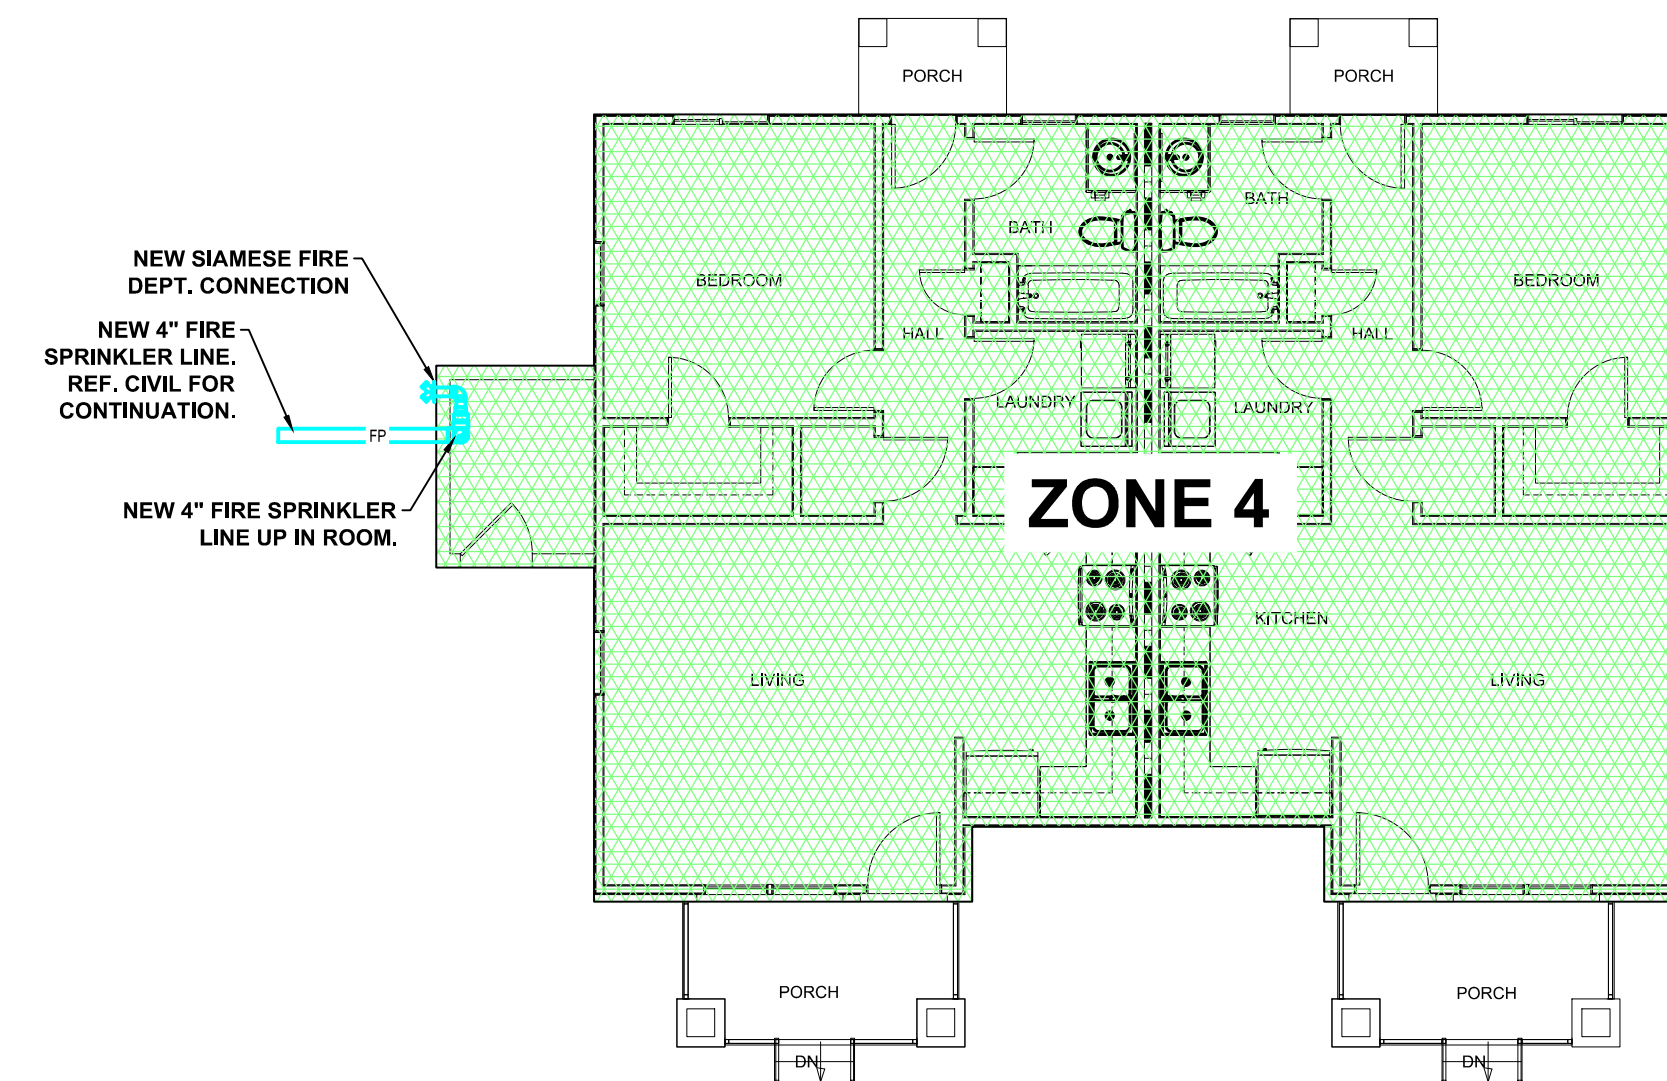 PORCH
PORCH
BATH
BATH
NEW SIAMESE FIRE
DEPT. CONNECTION
BEDROOM
BEDROOM
NEW 4" FIRE
SPRINKLER LINE.
REF. CIVIL FOR
CONTINUATION.
HALL
HALL
LAUNDRY
LAUNDRY
FP
ZONE 4
NEW 4" FIRE SPRINKLER
LINE UP IN ROOM.
KITCHEN
LIVING
LIVING
PORCH
PORCH
DN
DN